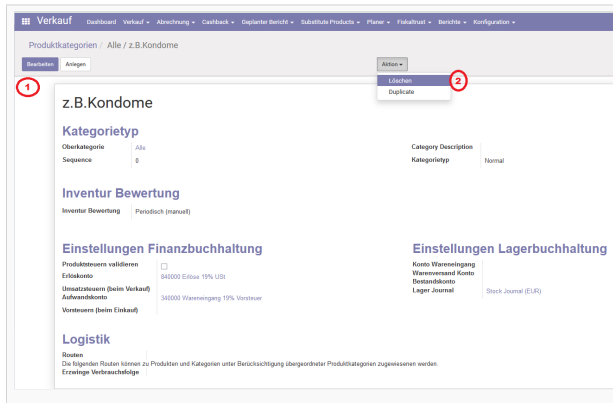 Verkauf Dashboard Verkauf Abrechnung Cashback Geplanter Bericht Substitute Products Planer Fiskaltrust Berichte Konfiguration
Produktkategorien / Alle / z.B.Kondome
Bearbeiten Anlegen Aktion
1
Löschen 2
Duplicate
z.B.Kondome
Kategorietyp
Oberkategorie Alle Category Description
Sequence 0 Kategorietyp Normal
Inventur Bewertung
Inventur Bewertung Periodisch (manuell)
Einstellungen Finanzbuchhaltung Einstellungen Lagerbuchhaltung
Produktsteuern validieren Konto Wareneingang
Erlöskonto 840000 Erlöse 19% USt Warenversand Konto
Bestandskonto
Umsatzsteuern (beim Verkauf) Lager Journal Stock Journal (EUR)
Aufwandskonto 340000 Wareneingang 19% Vorsteuer
Vorsteuern (beim Einkauf)
Logistik
Routen
Die folgenden Routen können zu Produkten und Kategorien unter Berücksichtigung übergeordneter Produktkategorien zugewiesenen werden.
Erzwinge Verbrauchsfolge